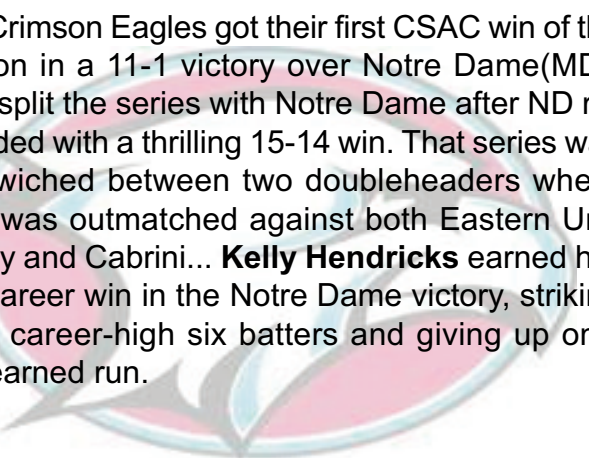 Crimson Eagles got their first CSAC win of th
on in a 11-1 victory over Notre Dame(MD
split the series with Notre Dame after ND r
ded with a thrilling 15-14 win. That series wa
wiched between two doubleheaders whe
was outmatched against both Eastern Un
y and Cabrini... Kelly Hendricks earned h
areer win in the Notre Dame victory, strikin
career-high six batters and giving up on
earned run.